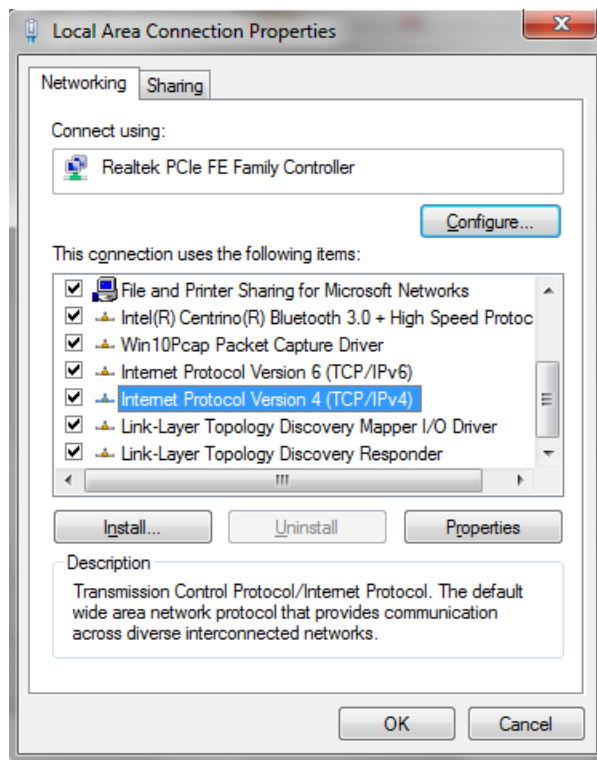 Local Area Connection Properties
Networking
Sharing
Connect using:
Realtek PCIe FE Family Controller
Configure...
This connection uses the following items:
File and Printer Sharing for Microsoft Networks
Intel(R) Centrino(R) Bluetooth 3.0 + High Speed Protoc
Win10Pcap Packet Capture Driver
Internet Protocol Version 6 (TCP/IPv6)
Internet Protocol Version 4 (TCP/IPv4)
Link-Layer Topology Discovery Mapper I/O Driver
Link-Layer Topology Discovery Responder
Install...
Uninstall
Properties
Description
Transmission Control Protocol/Internet Protocol. The default
wide area network protocol that provides communication
across diverse interconnected networks.
OK
Cancel